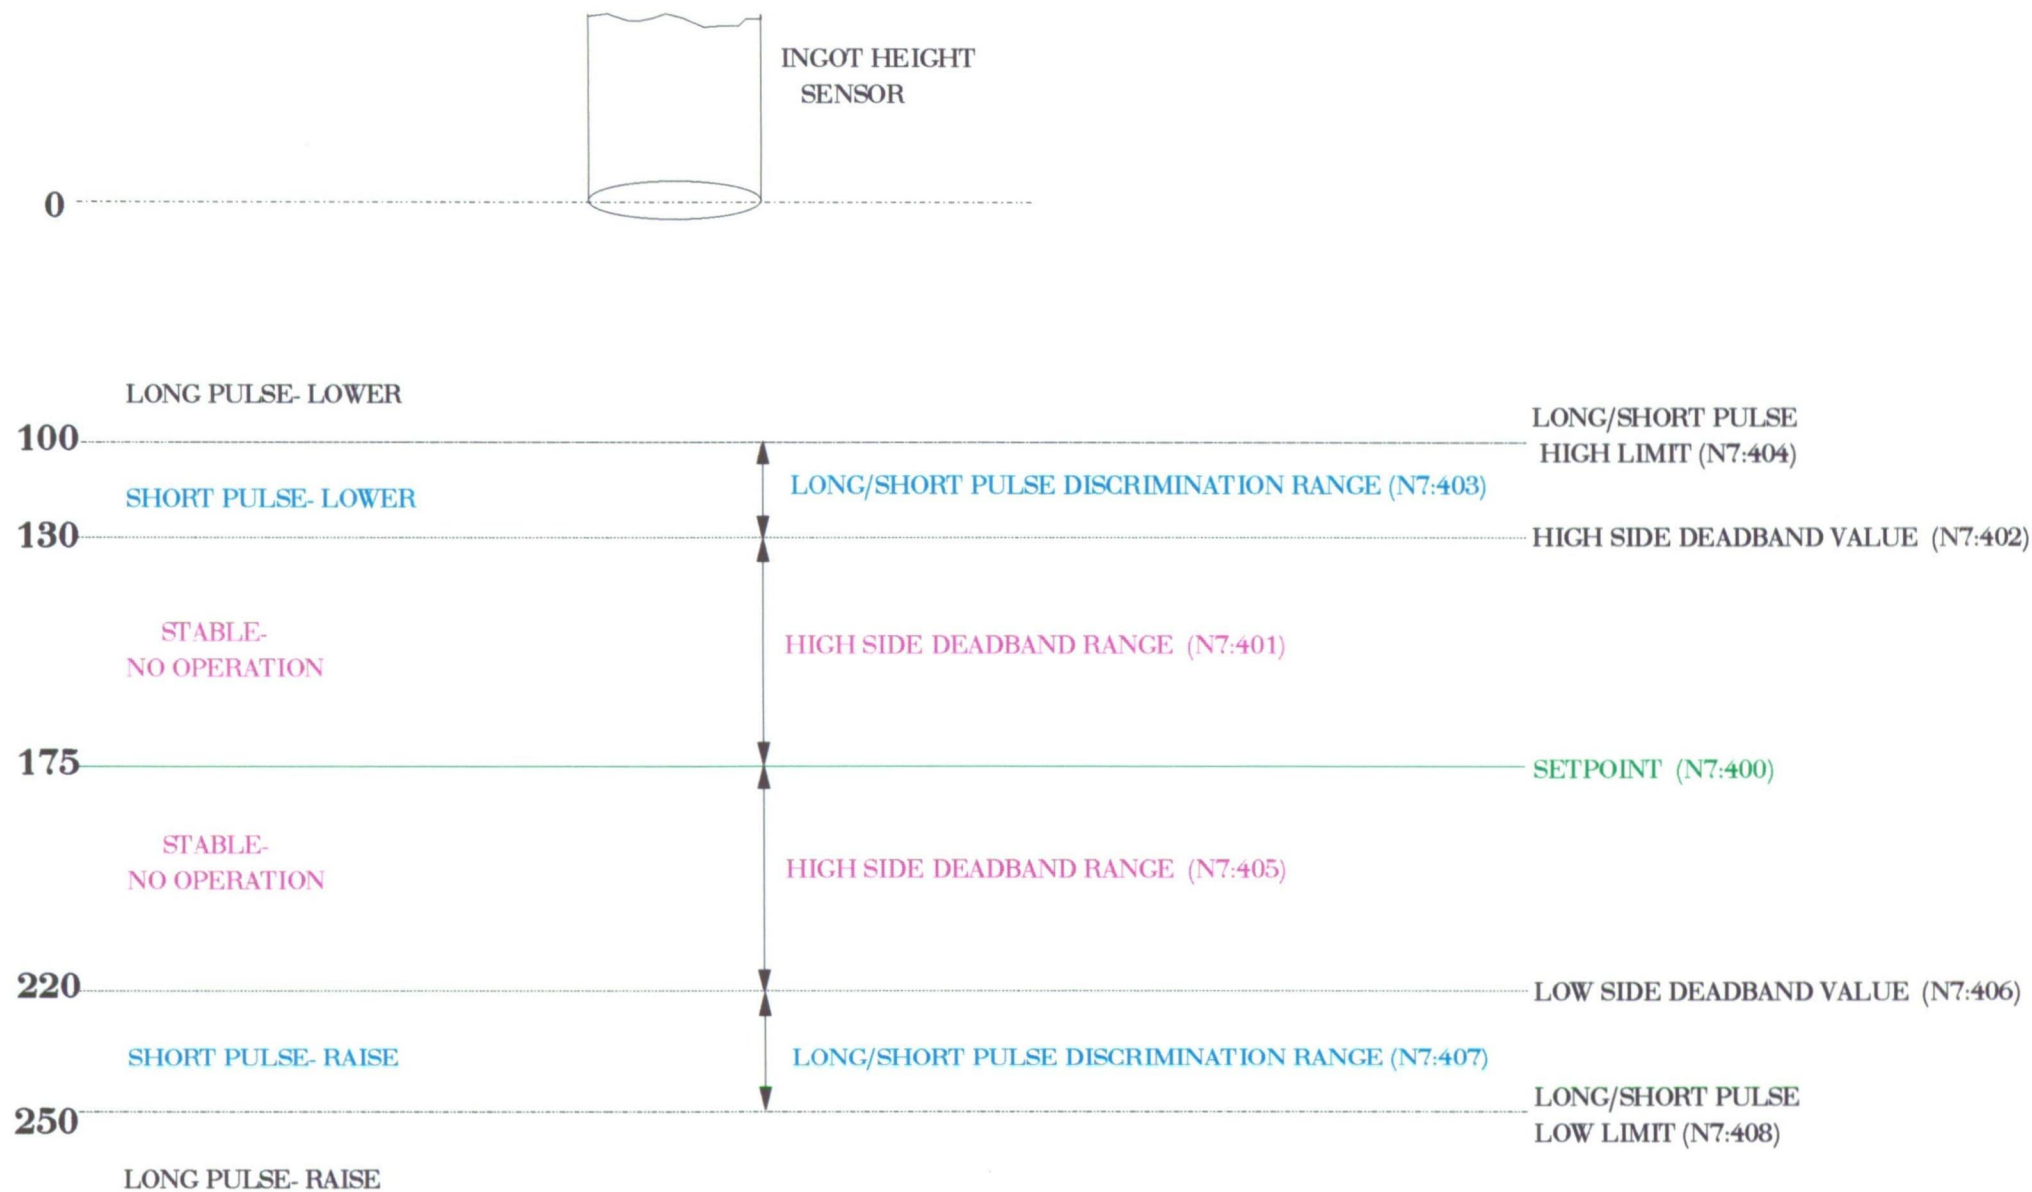 INGOT HEIGHT
SENSOR
0
LONG PULSE- LOWER
100
LONG/SHORT PULSE
HIGH LIMIT (N7:404)
SHORT PULSE- LOWER
LONG/SHORT PULSE DISCRIMINATION RANGE (N7:403)
130
HIGH SIDE DEADBAND VALUE (N7:402)
STABLE-
NO OPERATION
HIGH SIDE DEADBAND RANGE (N7:401)
175
SETPOINT (N7:400)
STABLE-
NO OPERATION
HIGH SIDE DEADBAND RANGE (N7:405)
220
LOW SIDE DEADBAND VALUE (N7:406)
SHORT PULSE- RAISE
LONG/SHORT PULSE DISCRIMINATION RANGE (N7:407)
250
LONG/SHORT PULSE
LOW LIMIT (N7:408)
LONG PULSE- RAISE